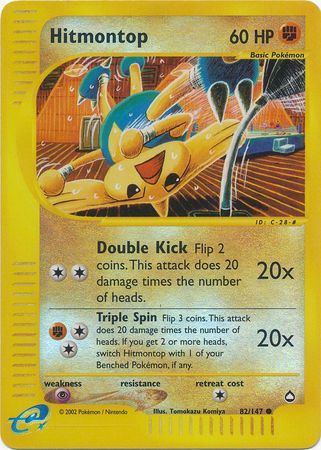 Hitmontop 60 HP
Basic Pokémon
ID: C-28-#
Double Kick Flip 2
coins. This attack does 20
damage times the number
of heads.
20x
Triple Spin Flip 3 coins. This attack
does 20 damage times the number of
heads. If you get 2 or more heads,
switch Hitmontop with 1 of your
Benched Pokémon, if any.
20x
weakness resistance retreat cost
© 2002 Pokémon / Nintendo Illus. Tomokazu Komiya 82/147
e